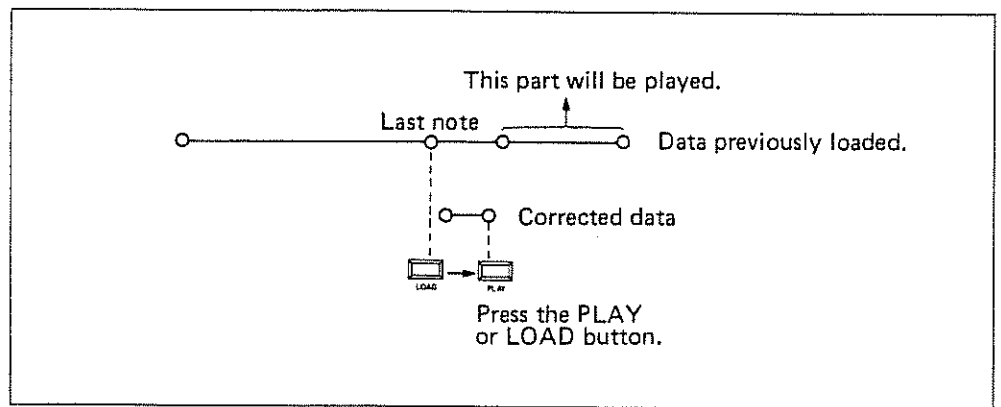 This part will be played.
Last note
Data previously loaded.
Corrected data
LOAD
PLAY
Press the PLAY
or LOAD button.